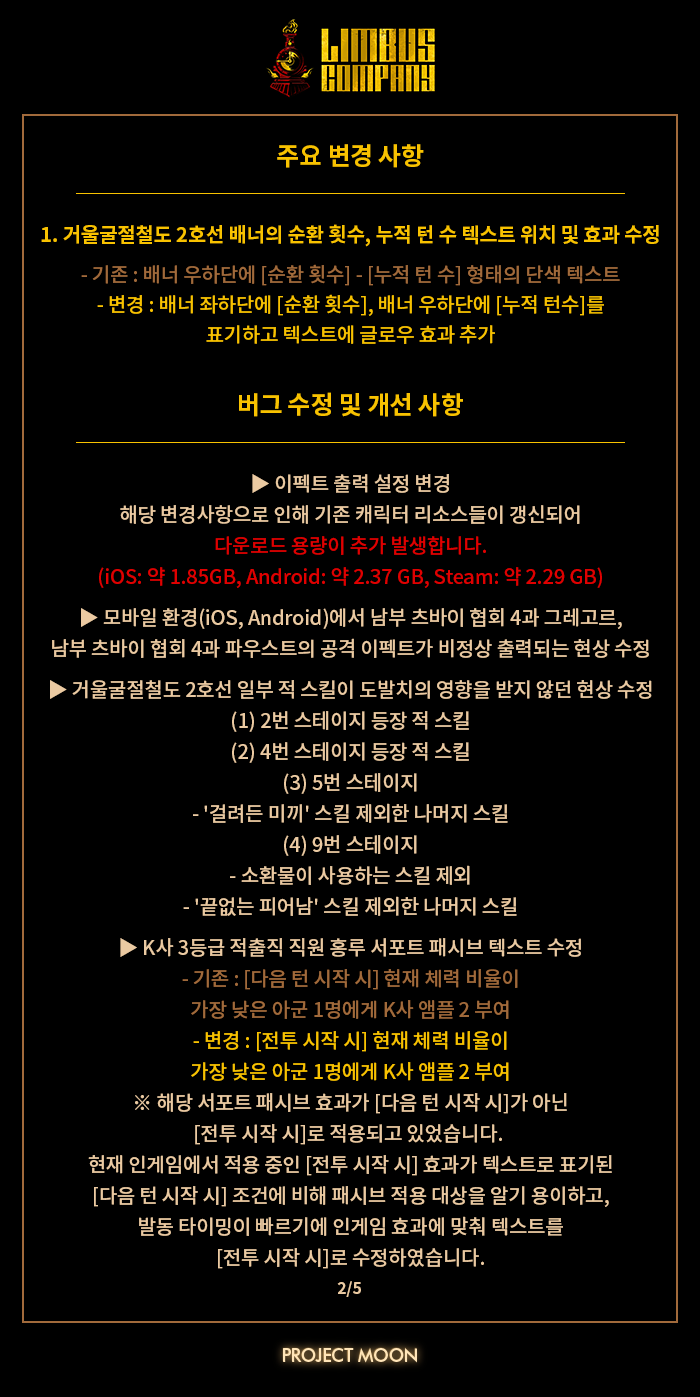 LIMBUS
COMPANY
주요 변경 사항
1. 거울굴절철도 2호선 배너의 순환 횟수, 누적 턴 수 텍스트 위치 및 효과 수정
- 기존 : 배너 우하단에 [순환 횟수] - [누적 턴 수] 형태의 단색 텍스트
- 변경 : 배너 좌하단에 [순환 횟수], 배너 우하단에 [누적 턴수]를
표기하고 텍스트에 글로우 효과 추가
버그 수정 및 개선 사항
▶ 이펙트 출력 설정 변경
해당 변경사항으로 인해 기존 캐릭터 리소스들이 갱신되어
다운로드 용량이 추가 발생합니다.
(iOS: 약 1.85GB, Android: 약 2.37 GB, Steam: 약 2.29 GB)
▶ 모바일 환경(iOS, Android)에서 남부 츠바이 협회 4과 그레고르,
남부 츠바이 협회 4과 파우스트의 공격 이펙트가 비정상 출력되는 현상 수정
▶ 거울굴절철도 2호선 일부 적 스킬이 도발치의 영향을 받지 않던 현상 수정
(1) 2번 스테이지 등장 적 스킬
(2) 4번 스테이지 등장 적 스킬
(3) 5번 스테이지
- '걸려든 미끼' 스킬 제외한 나머지 스킬
(4) 9번 스테이지
- 소환물이 사용하는 스킬 제외
- '끝없는 피어남' 스킬 제외한 나머지 스킬
▶ K사 3등급 적출직 직원 홍루 서포트 패시브 텍스트 수정
- 기존 : [다음 턴 시작 시] 현재 체력 비율이
가장 낮은 아군 1명에게 K사 앰플 2 부여
- 변경 : [전투 시작 시] 현재 체력 비율이
가장 낮은 아군 1명에게 K사 앰플 2 부여
※ 해당 서포트 패시브 효과가 [다음 턴 시작 시]가 아닌
[전투 시작 시]로 적용되고 있었습니다.
현재 인게임에서 적용 중인 [전투 시작 시] 효과가 텍스트로 표기된
[다음 턴 시작 시] 조건에 비해 패시브 적용 대상을 알기 용이하고,
발동 타이밍이 빠르기에 인게임 효과에 맞춰 텍스트를
[전투 시작 시]로 수정하였습니다.
2/5
PROJECT MOON